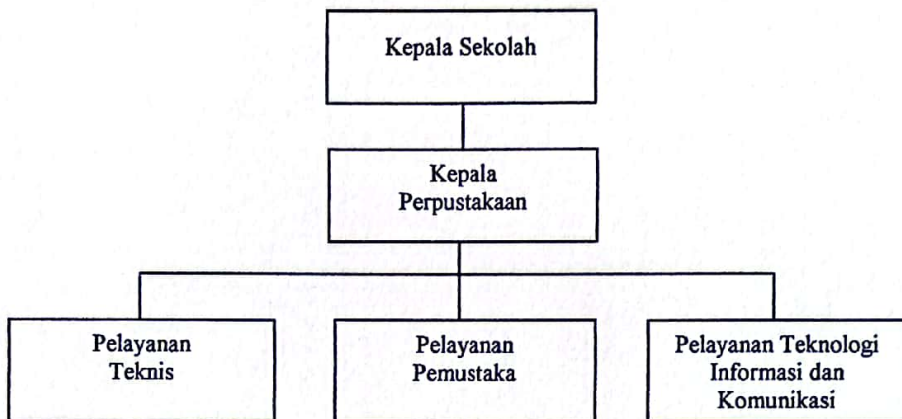 Kepala Sekolah
Kepala
Perpustakaan
Pelayanan
Teknis
Pelayanan
Pemustaka
Pelayanan Teknologi
Informasi dan
Komunikasi